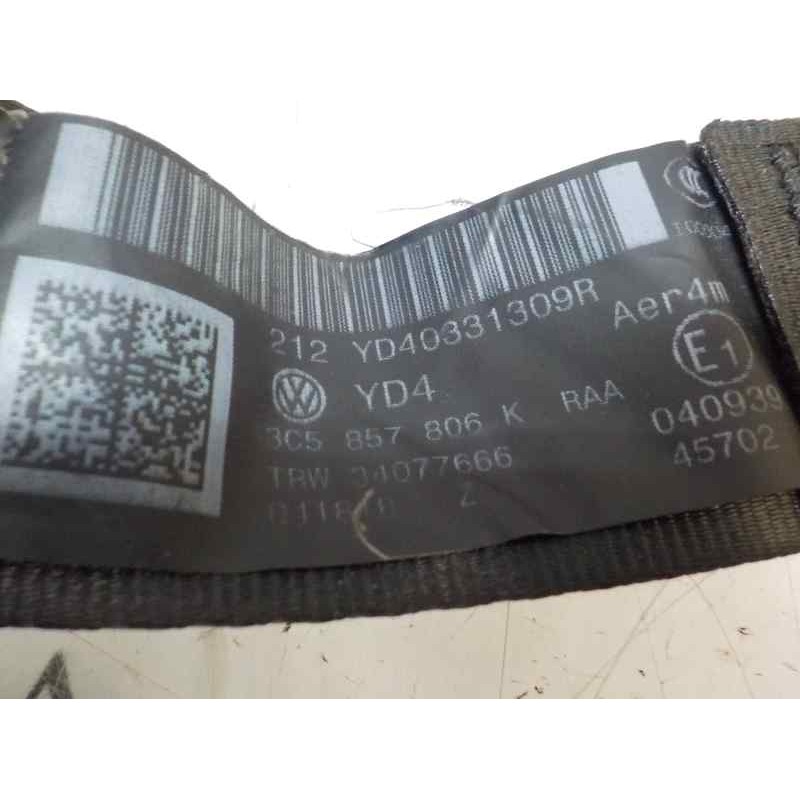 212 YD40331309R
Aer4m
YD4
E1
3C5 857 806 K RAA
040939
TRW 34077666
45702
Z